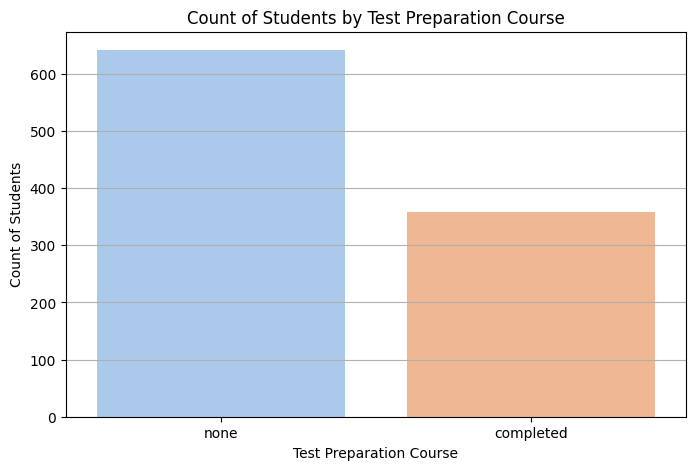 Count of Students by Test Preparation Course
600
500
400
300
200
100
0
Count of Students
none
completed
Test Preparation Course